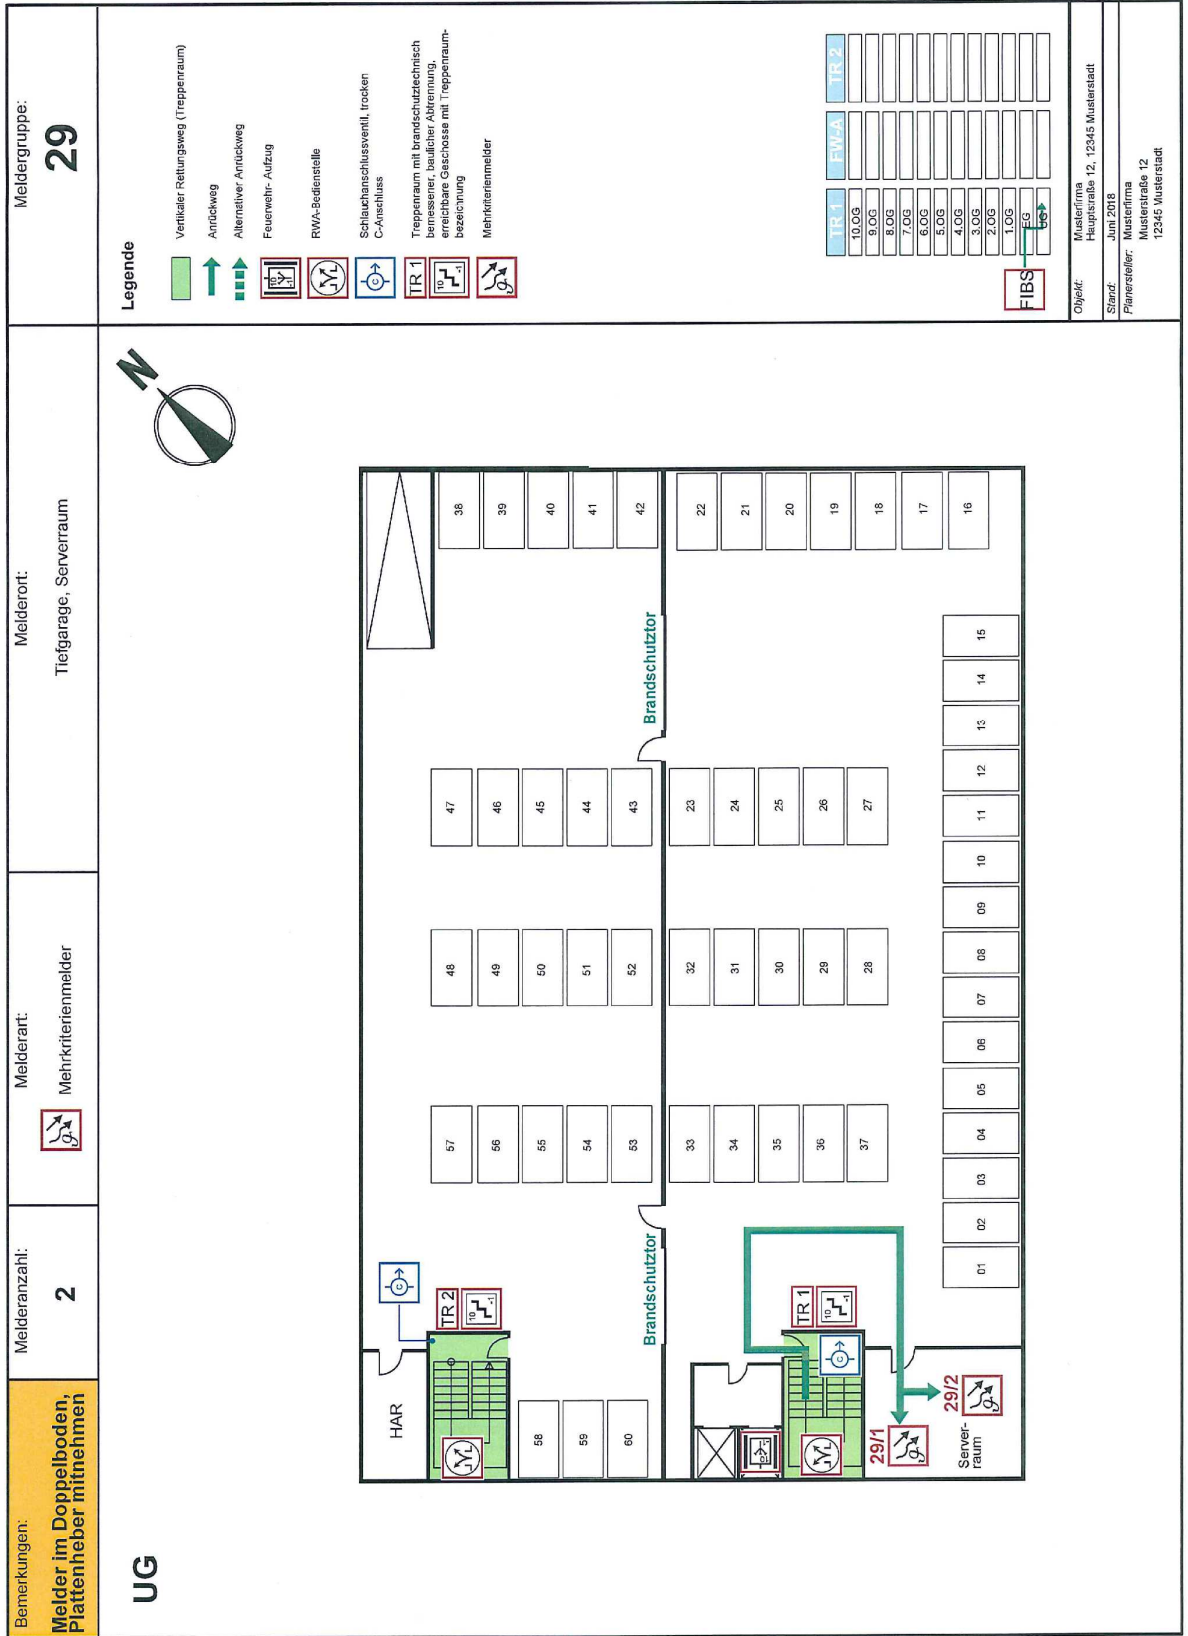 Bemerkungen:
Melder im Doppelboden,
Plattenheber mitnehmen
Melderanzahl:
2
Melderart:
Mehrkriterienmelder
Melderort:
Tiefgarage, Serverraum
Meldergruppe:
29
UG
N
HAR
C
TR 2
10
-1
58
59
60
57
56
55
54
53
48
49
50
51
52
47
46
45
44
43
38
39
40
41
42
Brandschutztor
Brandschutztor
33
34
35
36
37
32
31
30
29
28
23
24
25
26
27
22
21
20
19
18
17
16
TR 1
10
-1
C
29/1
29/2
Server-
raum
01
02
03
04
05
06
07
08
09
10
11
12
13
14
15
Legende
Vertikaler Rettungsweg (Treppenraum)
Anrückweg
Alternativer Anrückweg
Feuerwehr- Aufzug
RWA-Bedienstelle
Schlauchanschlussventil, trocken
C-Anschluss
TR 1
10
-1
Treppenraum mit brandschutztechnisch
bemessener, baulicher Abtrennung,
erreichbare Geschosse mit Treppenraum-
bezeichnung
Mehrkriterienmelder
TR 1 FW-A TR 2
10.OG
9.OG
8.OG
7.OG
6.OG
5.OG
4.OG
3.OG
2.OG
1.OG
EG
UG
FIBS
Objekt: Musterfirma
Hauptstraße 12, 12345 Musterstadt
Stand: Juni 2018
Planersteller: Musterfirma
Musterstraße 12
12345 Musterstadt